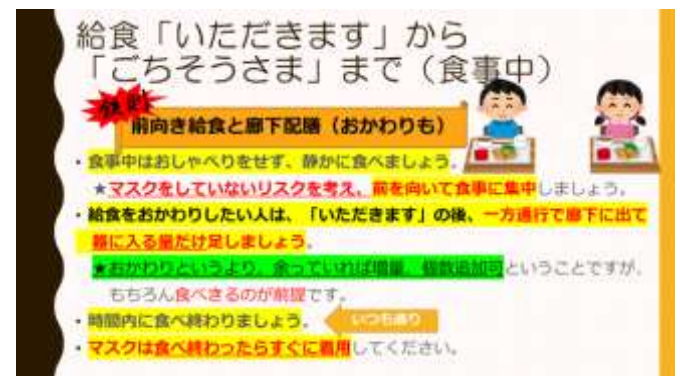 給食「いただきます」から
「ごちそうさま」まで（食事中）
鉄則
前向き給食と廊下配膳（おかわりも）
・食事中はおしゃべりをせず、静かに食べましょう。
★マスクをしていないリスクを考え、前を向いて食事に集中しましょう。
・給食をおかわりしたい人は、「いただきます」の後、一方通行で廊下に出て
器に入る量だけ足しましょう。
★おかわりというより、余っていれば増量、個数追加可ということですが、
もちろん食べきるのが前提です。
・時間内に食べ終わりましょう。 いつも通り
・マスクは食べ終わったらすぐに着用してください。